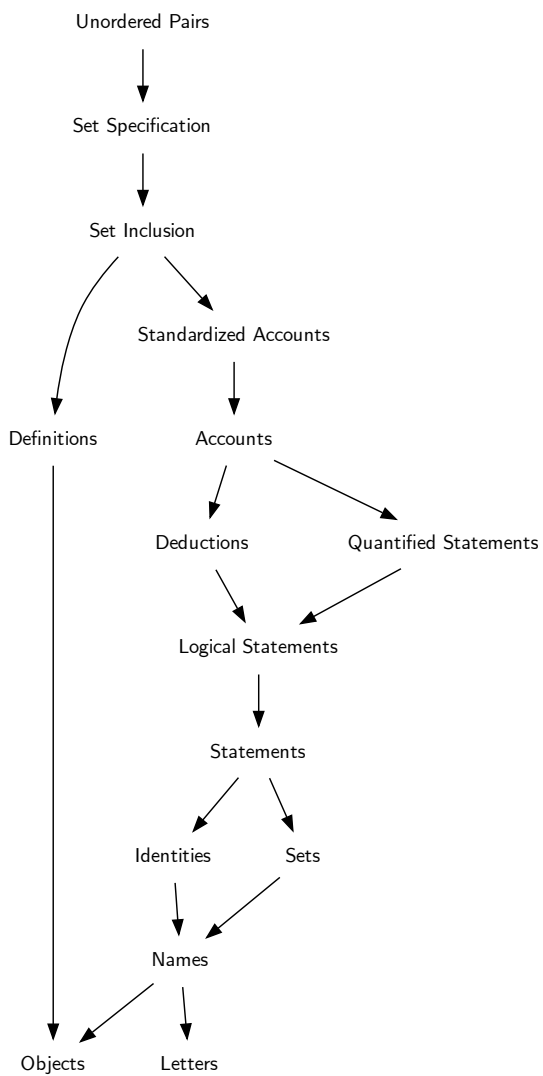 Unordered Pairs
Set Specification
Set Inclusion
Standardized Accounts
Definitions
Accounts
Deductions
Quantified Statements
Logical Statements
Statements
Identities
Sets
Names
Objects
Letters